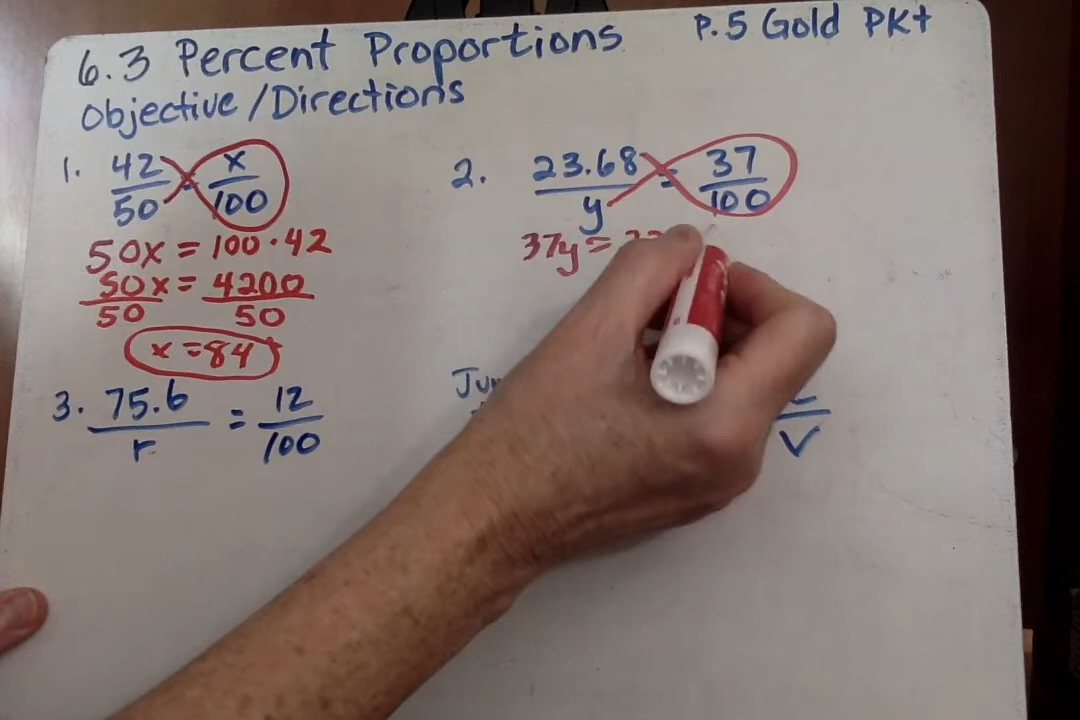 6.3 Percent Proportions P.5 Gold PKt
Objective/Directions
1. 42/50 = x/100
50x = 100·42
50x/50 = 4200/50
x = 84
2. 23.68/y = 37/100
37y =
3. 75.6/r = 12/100
V